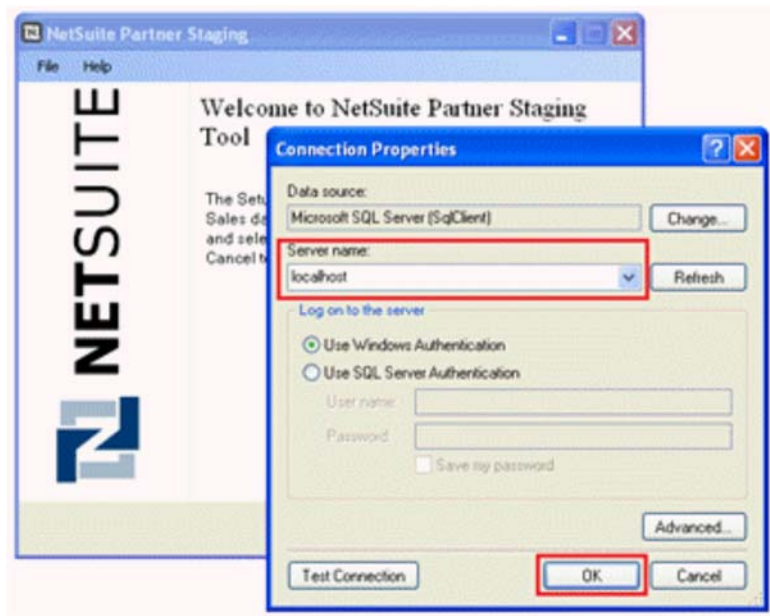 NetSuite Partner Staging
File Help
NETSUITE
Welcome to NetSuite Partner Staging
Tool
The Setu
Sales da
and sele
Cancel t
Connection Properties
Data source:
Microsoft SQL Server (SqlClient)
Change...
Server name:
localhost
Refresh
Log on to the server
Use Windows Authentication
Use SQL Server Authentication
User name:
Password:
Save my password
Advanced...
Test Connection
OK
Cancel